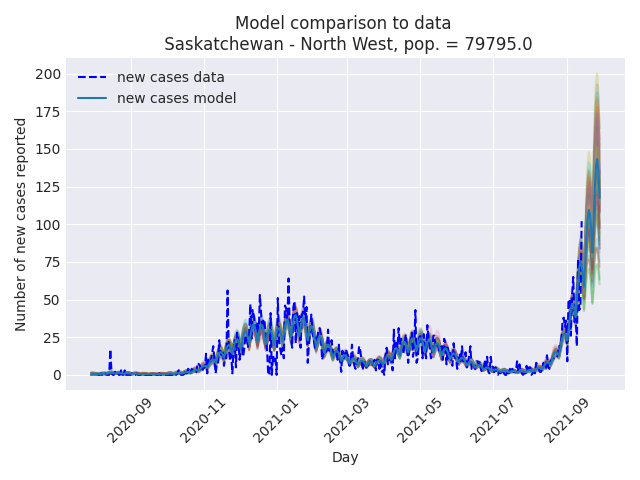 Model comparison to data
Saskatchewan - North West, pop. = 79795.0
new cases data
new cases model
Number of new cases reported
200
175
150
125
100
75
50
25
0
2020-09
2020-11
2021-01
2021-03
2021-05
2021-07
2021-09
Day